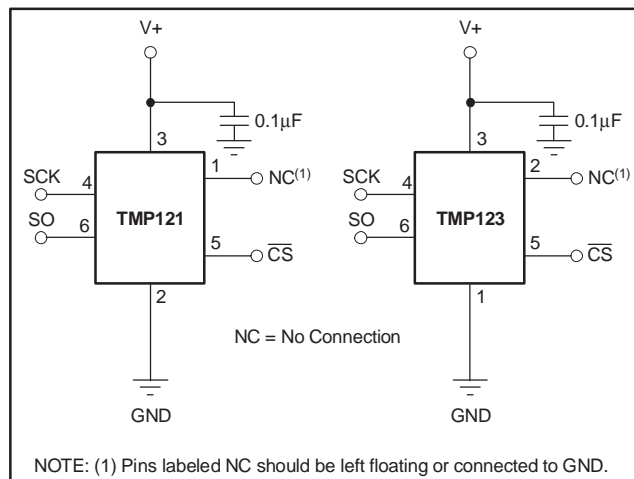 V+
0.1μF
3
1
NC(1)
SCK
4
SO
6
TMP121
5
CS
2
GND
V+
0.1μF
3
2
NC(1)
SCK
4
SO
6
TMP123
5
CS
1
GND
NC = No Connection
NOTE: (1) Pins labeled NC should be left floating or connected to GND.